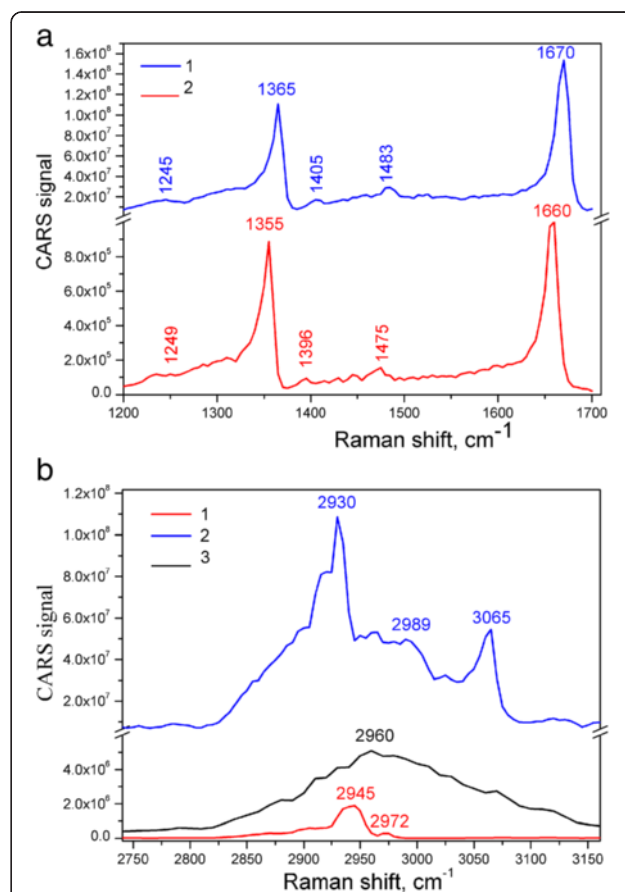 a
1.6x10⁸
1.4x10⁸
1.2x10⁸
1.0x10⁸
8.0x10⁷
6.0x10⁷
4.0x10⁷
2.0x10⁷
8.0x10⁵
6.0x10⁵
4.0x10⁵
2.0x10⁵
0.0
CARS signal
1
2
1245
1365
1405
1483
1670
1249
1355
1396
1475
1660
1200 1300 1400 1500 1600 1700
Raman shift, cm⁻¹
b
1.2x10⁸
1.0x10⁸
8.0x10⁷
6.0x10⁷
4.0x10⁷
2.0x10⁷
4.0x10⁶
2.0x10⁶
0.0
CARS signal
1
2
3
2930
2989
3065
2960
2945
2972
2750 2800 2850 2900 2950 3000 3050 3100 3150
Raman shift, cm⁻¹